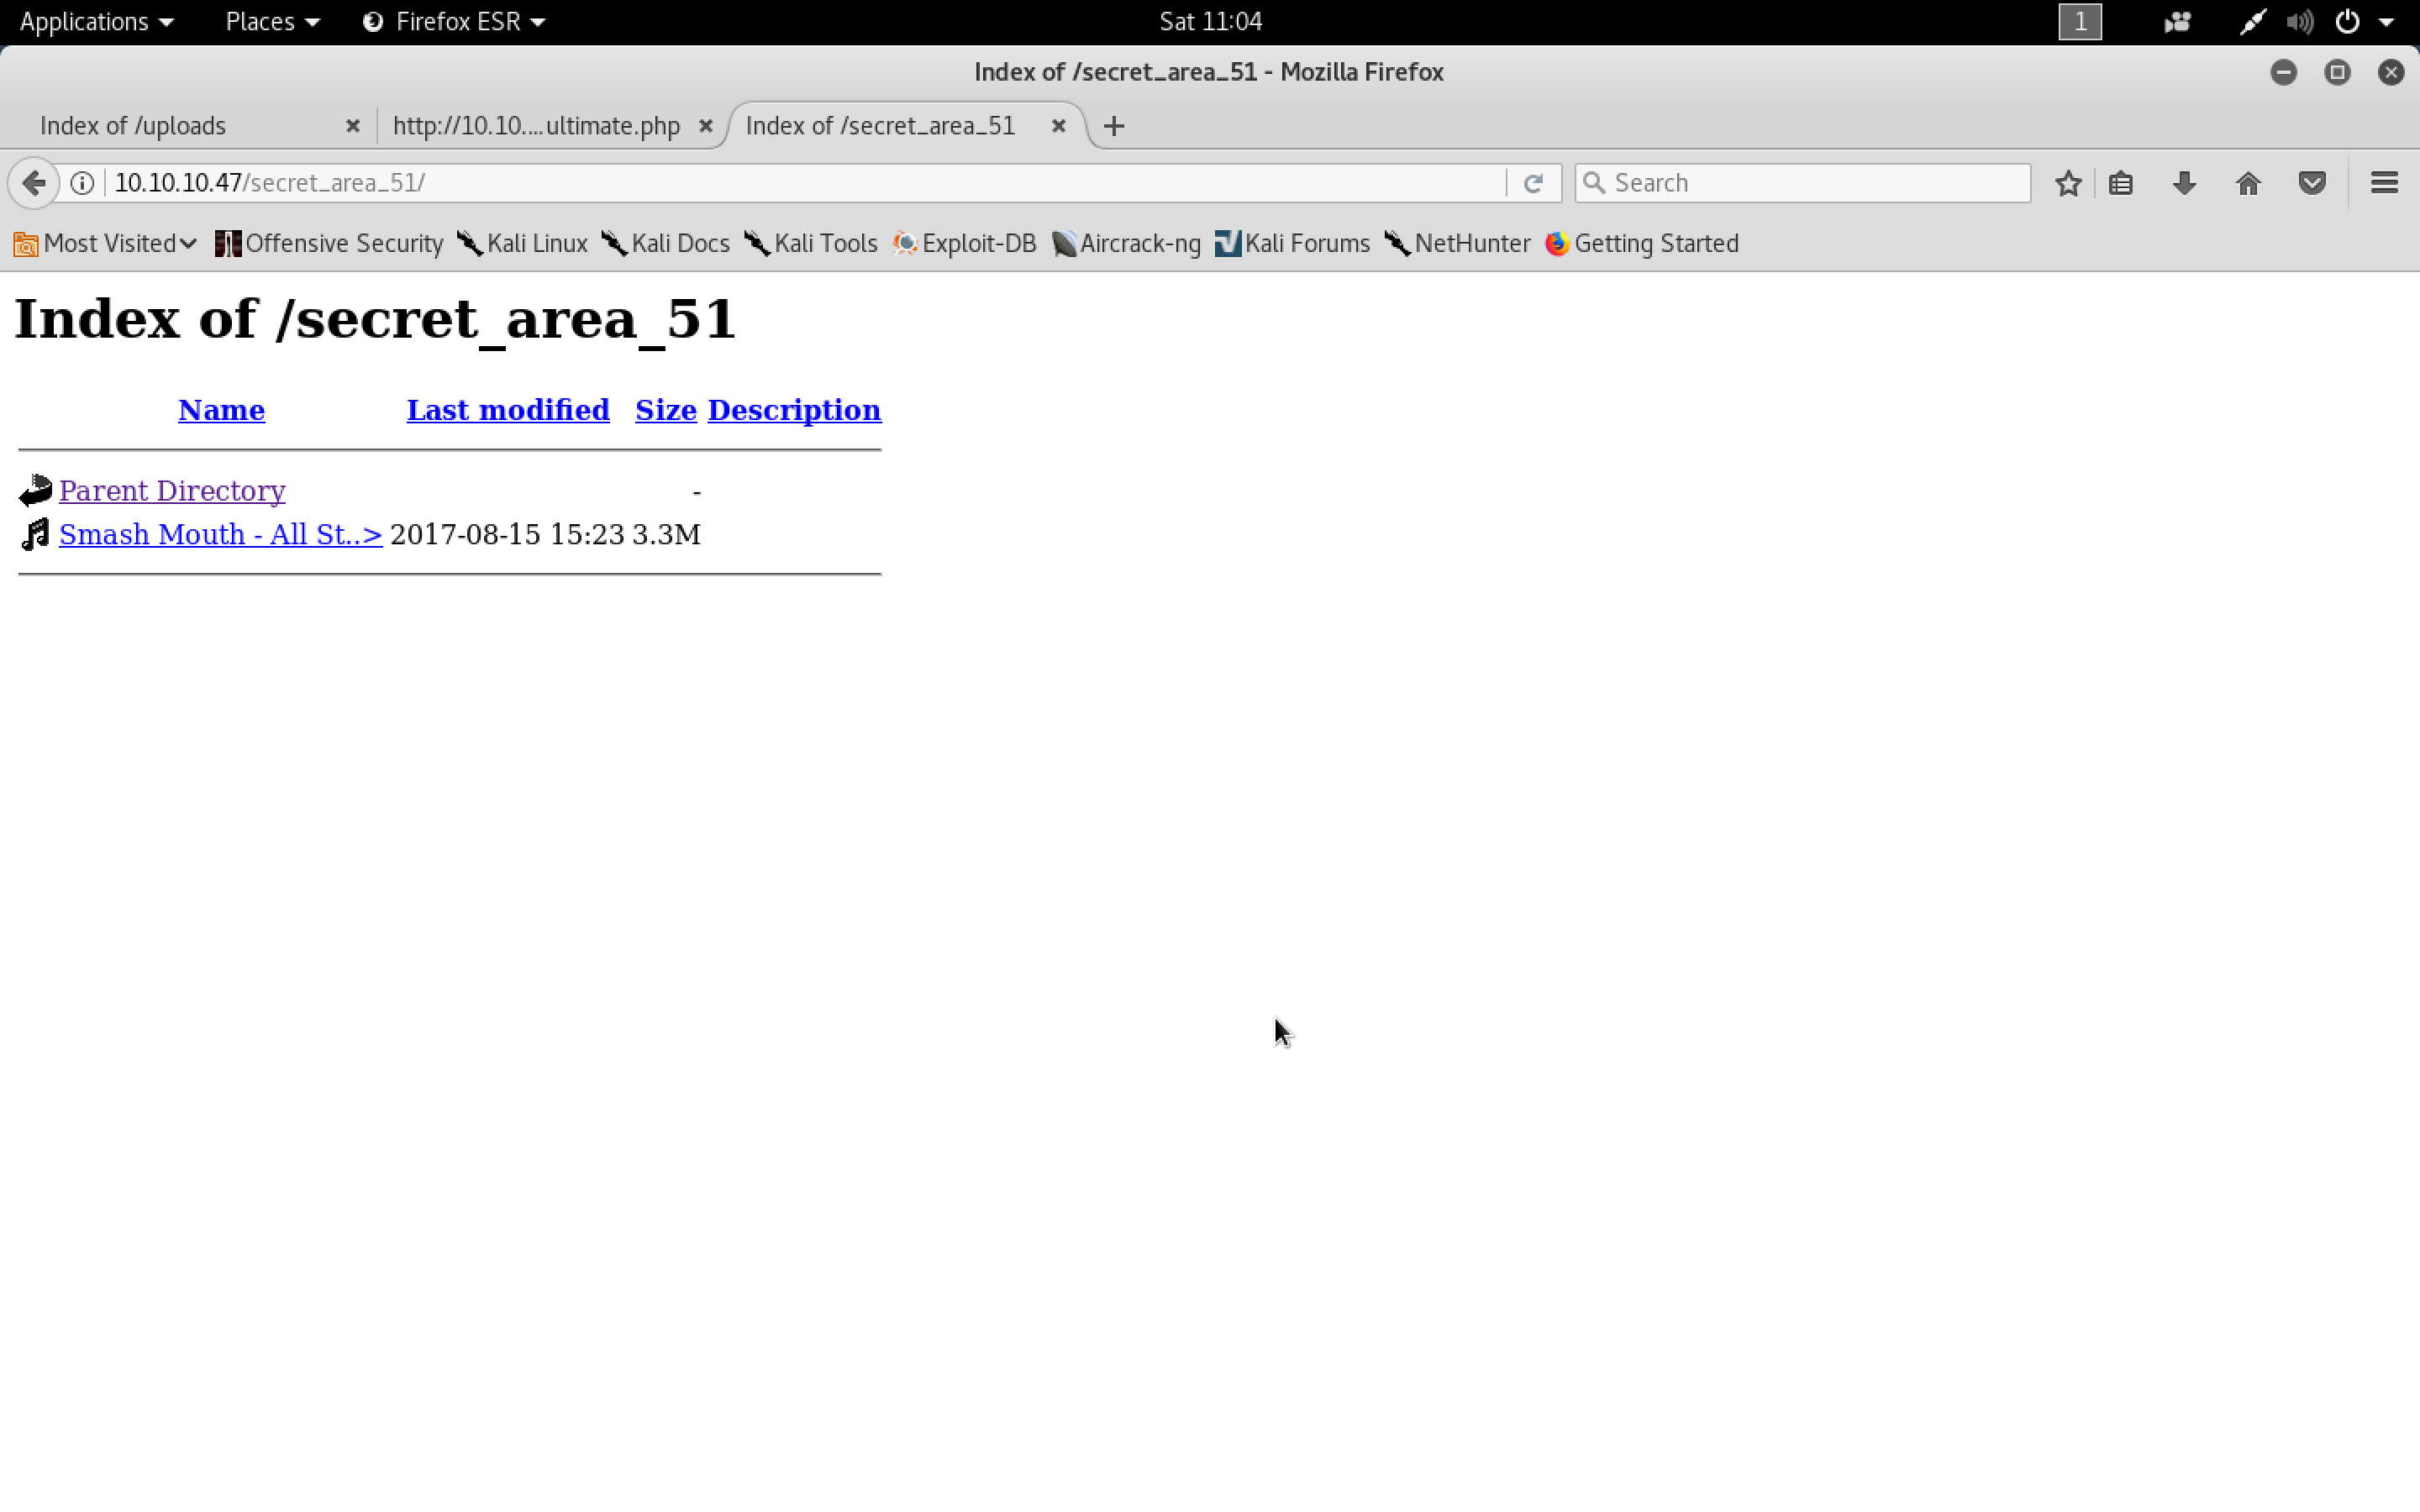 Applications Places Firefox ESR Sat 11:04 1
Index of /secret_area_51 - Mozilla Firefox
Index of /uploads http://10.10....ultimate.php Index of /secret_area_51
10.10.10.47/secret_area_51/ Search
Most Visited Offensive Security Kali Linux Kali Docs Kali Tools Exploit-DB Aircrack-ng Kali Forums NetHunter Getting Started
Index of /secret_area_51
Name Last modified Size Description
Parent Directory -
Smash Mouth - All St..> 2017-08-15 15:23 3.3M